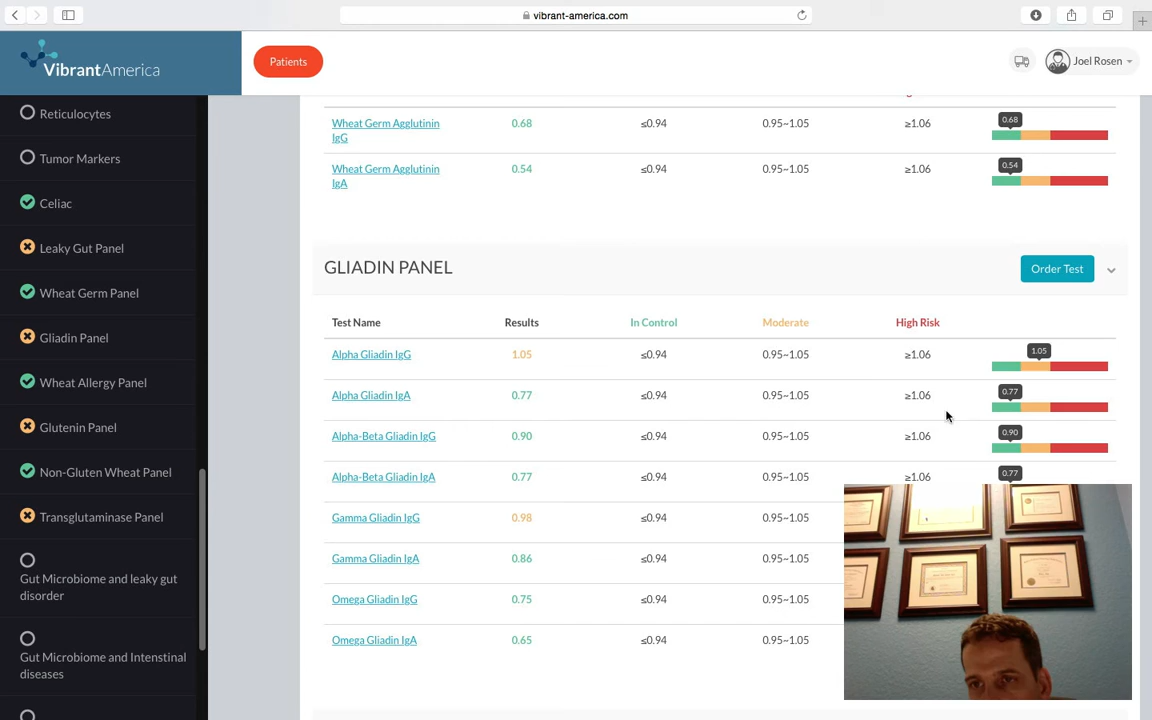 vibrant-america.com
VibrantAmerica
Patients
Joel Rosen
Reticulocytes
Tumor Markers
Celiac
Leaky Gut Panel
Wheat Germ Panel
Gliadin Panel
Wheat Allergy Panel
Glutenin Panel
Non-Gluten Wheat Panel
Transglutaminase Panel
Gut Microbiome and leaky gut
disorder
Gut Microbiome and Intenstinal
diseases
Wheat Germ Agglutinin
IgG
0.68
≤0.94
0.95~1.05
≥1.06
0.68
Wheat Germ Agglutinin
IgA
0.54
≤0.94
0.95~1.05
≥1.06
0.54
GLIADIN PANEL
Order Test
Test Name
Results
In Control
Moderate
High Risk
Alpha Gliadin IgG
1.05
≤0.94
0.95~1.05
≥1.06
1.05
Alpha Gliadin IgA
0.77
≤0.94
0.95~1.05
≥1.06
0.77
Alpha-Beta Gliadin IgG
0.90
≤0.94
0.95~1.05
≥1.06
0.90
Alpha-Beta Gliadin IgA
0.77
≤0.94
0.95~1.05
≥1.06
0.77
Gamma Gliadin IgG
0.98
≤0.94
0.95~1.05
Gamma Gliadin IgA
0.86
≤0.94
0.95~1.05
Omega Gliadin IgG
0.75
≤0.94
0.95~1.05
Omega Gliadin IgA
0.65
≤0.94
0.95~1.05